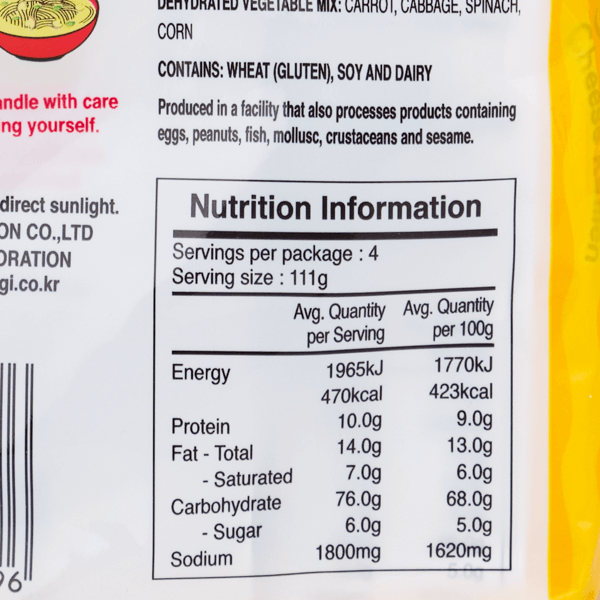 DEHYDRATED VEGETABLE MIX: CARROT, CABBAGE, SPINACH,
CORN
CONTAINS: WHEAT (GLUTEN), SOY AND DAIRY
andle with care
ng yourself.
Produced in a facility that also processes products containing
eggs, peanuts, fish, mollusc, crustaceans and sesame.
direct sunlight.
ON CO.,LTD
ORATION
gi.co.kr
Nutrition Information
Servings per package : 4
Serving size : 111g
Avg. Quantity Avg. Quantity
per Serving per 100g
Energy 1965kJ 1770kJ
470kcal 423kcal
Protein 10.0g 9.0g
Fat - Total 14.0g 13.0g
- Saturated 7.0g 6.0g
Carbohydrate 76.0g 68.0g
- Sugar 6.0g 5.0g
Sodium 1800mg 1620mg
96
Cheese Ramen